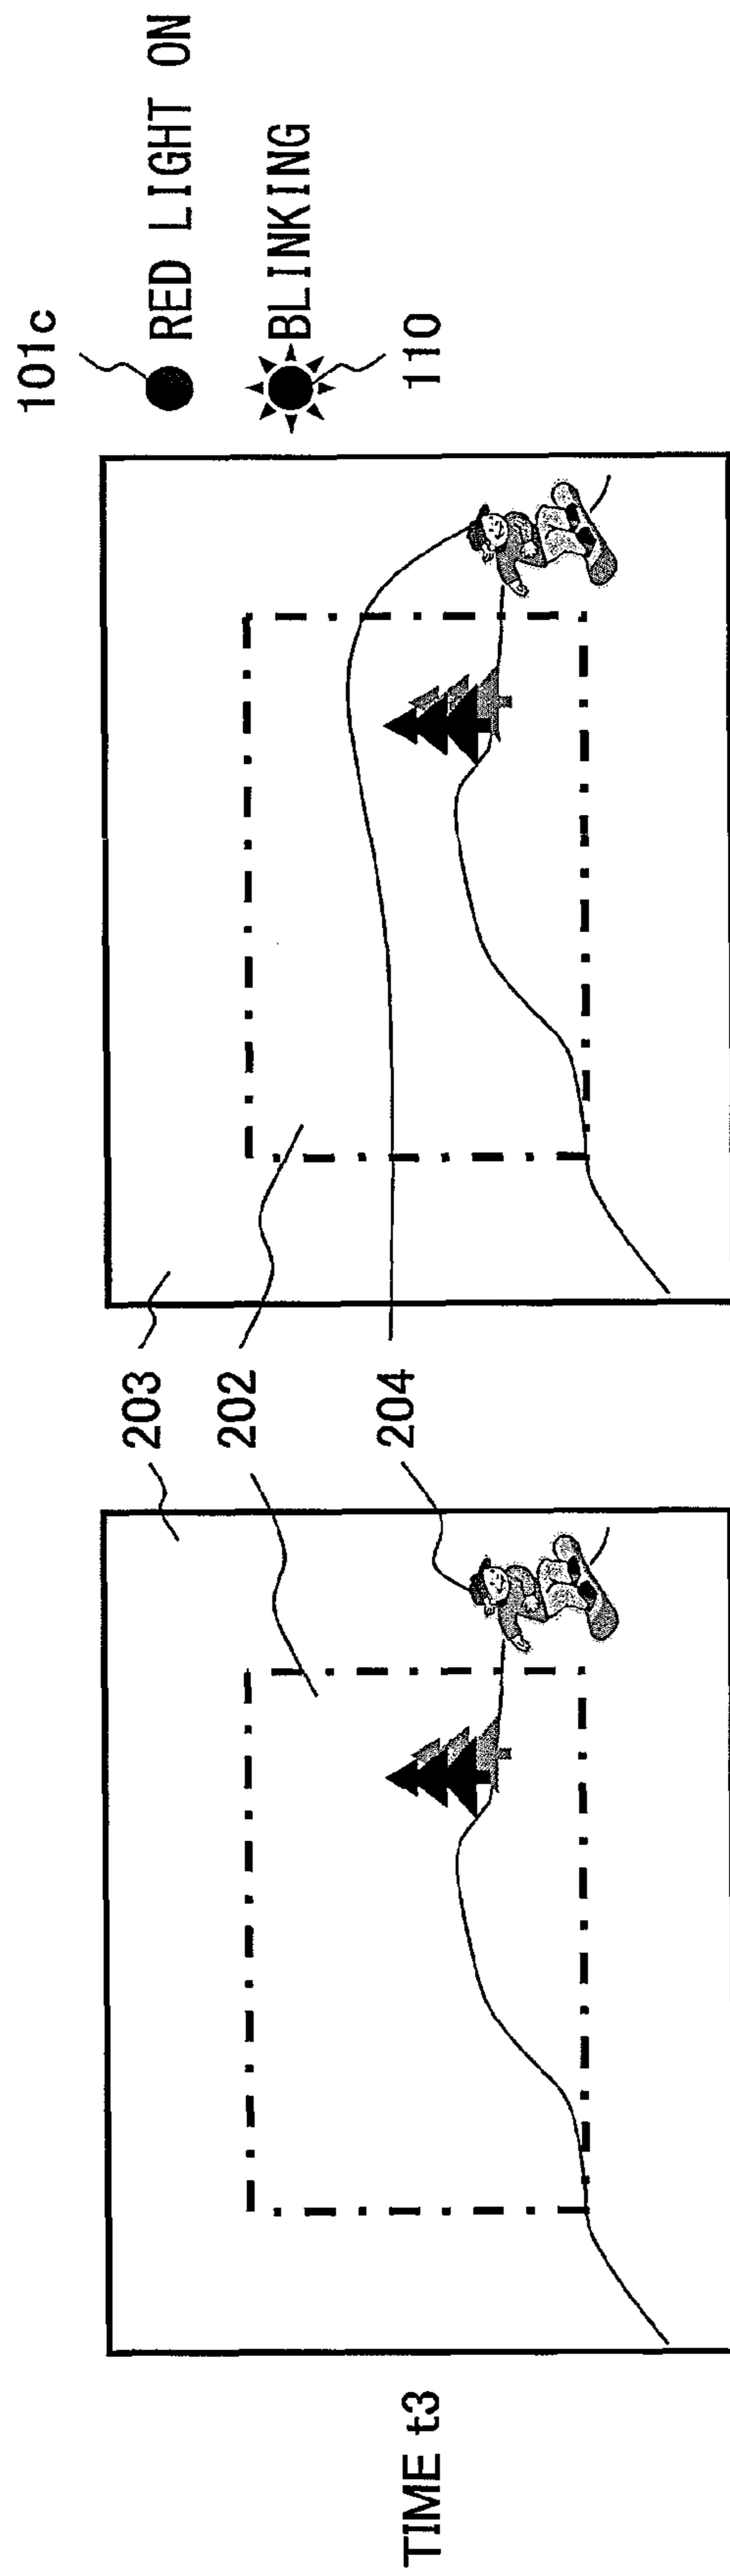 TIME t3
203
202
204
101c
RED LIGHT ON
BLINKING
110